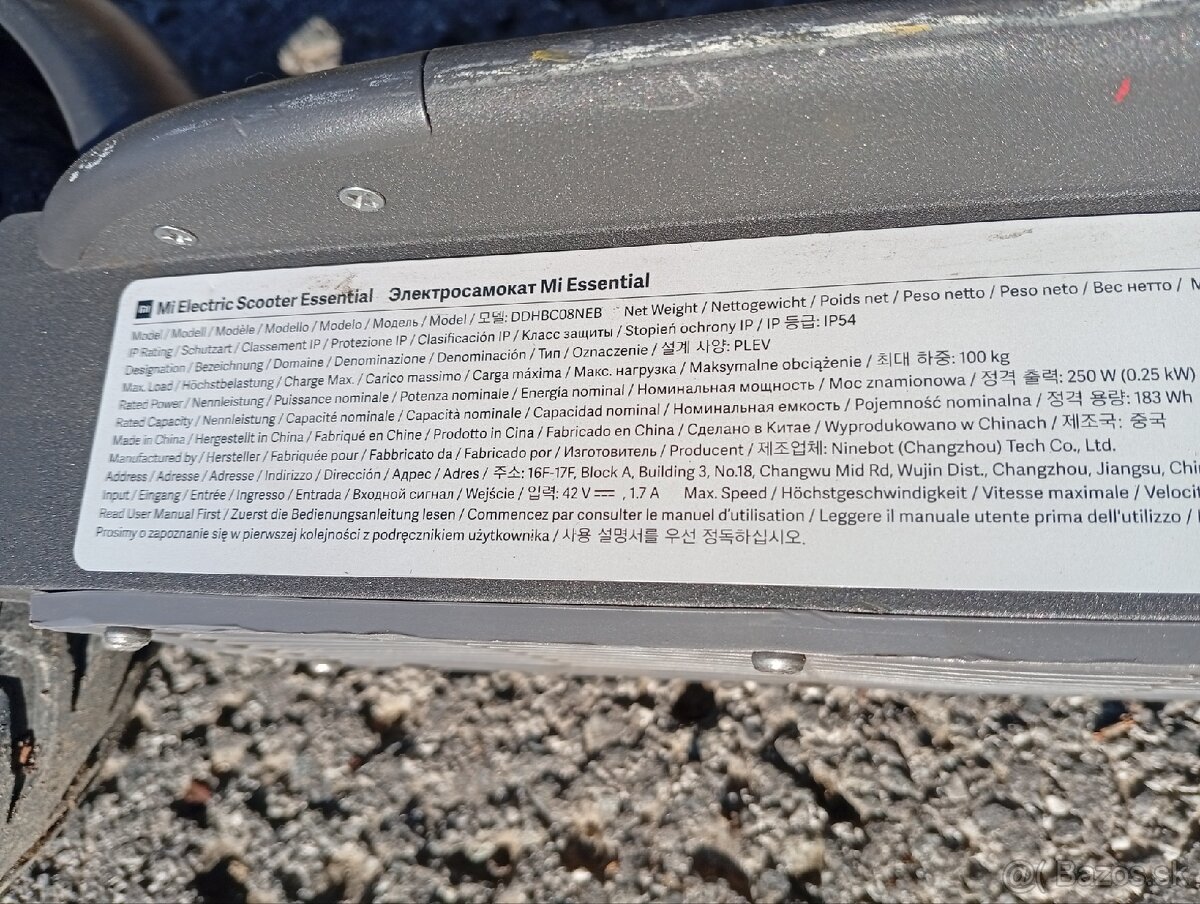 mi Mi Electric Scooter Essential Электросамокат Mi Essential
Model / Modell / Modèle / Modello / Modelo / Модель / Model / 모델: DDHBC08NEB Net Weight / Nettogewicht / Poids net / Peso netto / Peso neto / Вес нетто /
IP Rating / Schutzart / Classement IP / Protezione IP / Clasificación IP / Класс защиты / Stopień ochrony IP / IP 등급: IP54
Designation / Bezeichnung / Domaine / Denominazione / Denominación / Тип / Oznaczenie / 설계 사양: PLEV
Max. Load / Höchstbelastung / Charge Max. / Carico massimo / Carga máxima / Макс. нагрузка / Maksymalne obciążenie / 최대 하중: 100 kg
Rated Power / Nennleistung / Puissance nominale / Potenza nominale / Energía nominal / Номинальная мощность / Moc znamionowa / 정격 출력: 250 W (0.25 kW)
Rated Capacity / Nennleistung / Capacité nominale / Capacità nominale / Capacidad nominal / Номинальная емкость / Pojemność nominalna / 정격 용량: 183 Wh
Made in China / Hergestellt in China / Fabriqué en Chine / Prodotto in Cina / Fabricado en China / Сделано в Китае / Wyprodukowano w Chinach / 제조국: 중국
Manufactured by / Hersteller / Fabriquée pour / Fabbricato da / Fabricado por / Изготовитель / Producent / 제조업체: Ninebot (Changzhou) Tech Co., Ltd.
Address / Adresse / Adresse / Indirizzo / Dirección / Адрес / Adres / 주소: 16F-17F, Block A, Building 3, No.18, Changwu Mid Rd, Wujin Dist., Changzhou, Jiangsu,
Input / Eingang / Entrée / Ingresso / Entrada / Входной сигнал / Wejście / 입력: 42 V ⎓, 1.7 A Max. Speed / Höchstgeschwindigkeit / Vitesse maximale /
Read User Manual First / Zuerst die Bedienungsanleitung lesen / Commencez par consulter le manuel d'utilisation / Leggere il manuale utente prima dell'utilizzo /
Prosimy o zapoznanie się w pierwszej kolejności z podręcznikiem użytkownika / 사용 설명서를 우선 정독하십시오.
Bazos.sk